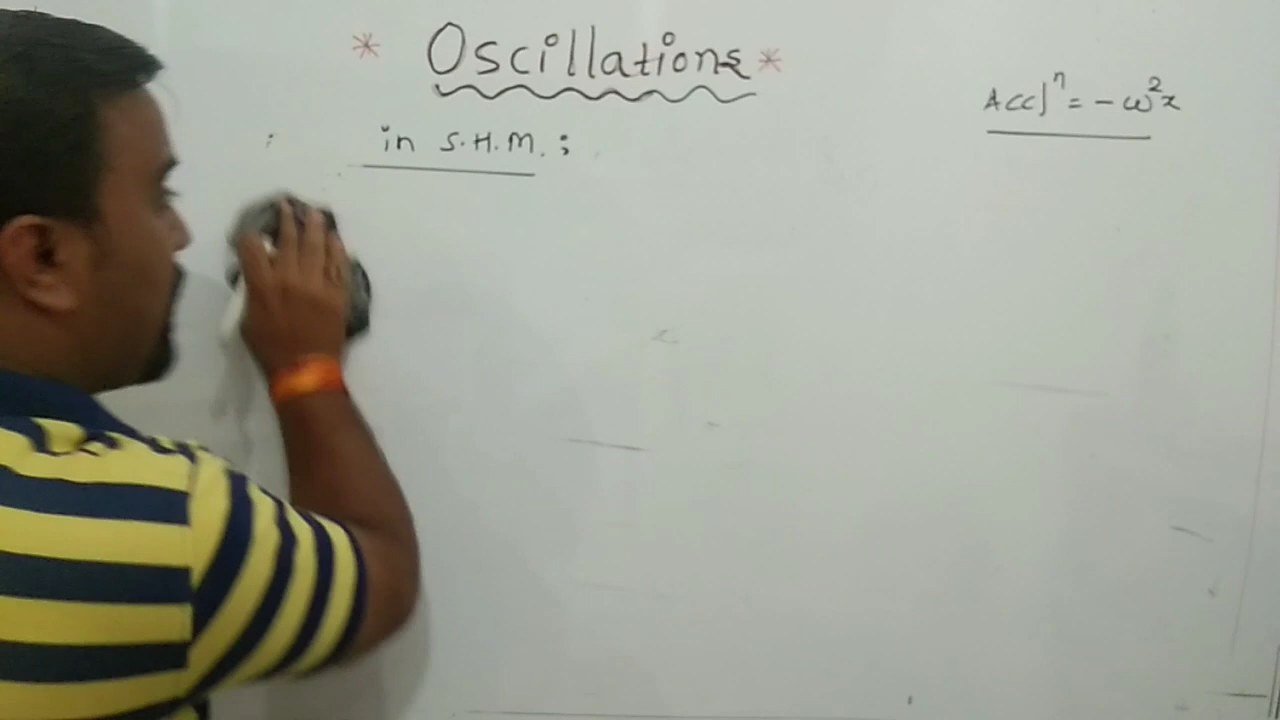 * Oscillations *
Accⁿ = - ω²x
in S.H.M. :